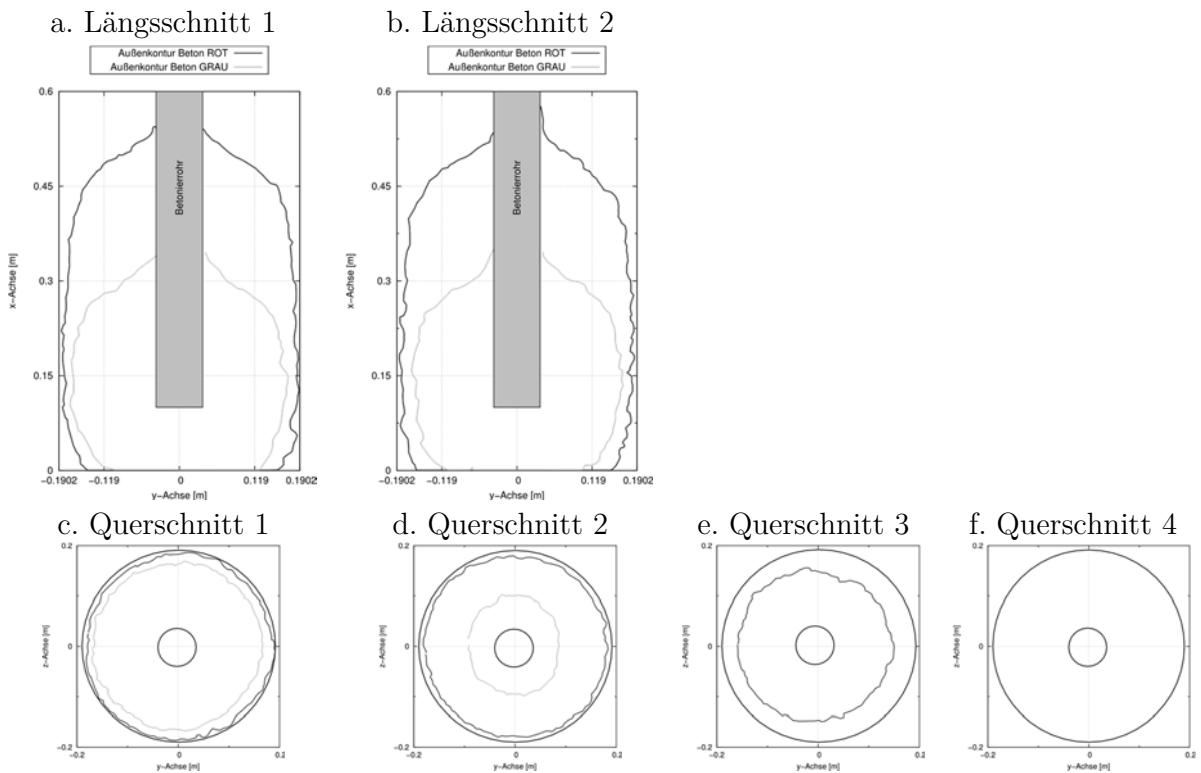 a. Längsschnitt 1
Außenkontur Beton ROT
Außenkontur Beton GRAU
0.6
0.45
0.3
0.15
0
x−Achse [m]
Betonierrohr
−0.1902 −0.119 0 0.119 0.1902
y−Achse [m]
b. Längsschnitt 2
Außenkontur Beton ROT
Außenkontur Beton GRAU
0.6
0.45
0.3
0.15
0
x−Achse [m]
Betonierrohr
−0.1902 −0.119 0 0.119 0.1902
y−Achse [m]
c. Querschnitt 1
0.2
0
−0.2
z−Achse [m]
−0.2 0 0.2
y−Achse [m]
d. Querschnitt 2
0.2
0
−0.2
z−Achse [m]
−0.2 0 0.2
y−Achse [m]
e. Querschnitt 3
0.2
0
−0.2
z−Achse [m]
−0.2 0 0.2
y−Achse [m]
f. Querschnitt 4
0.2
0
−0.2
z−Achse [m]
−0.2 0 0.2
y−Achse [m]